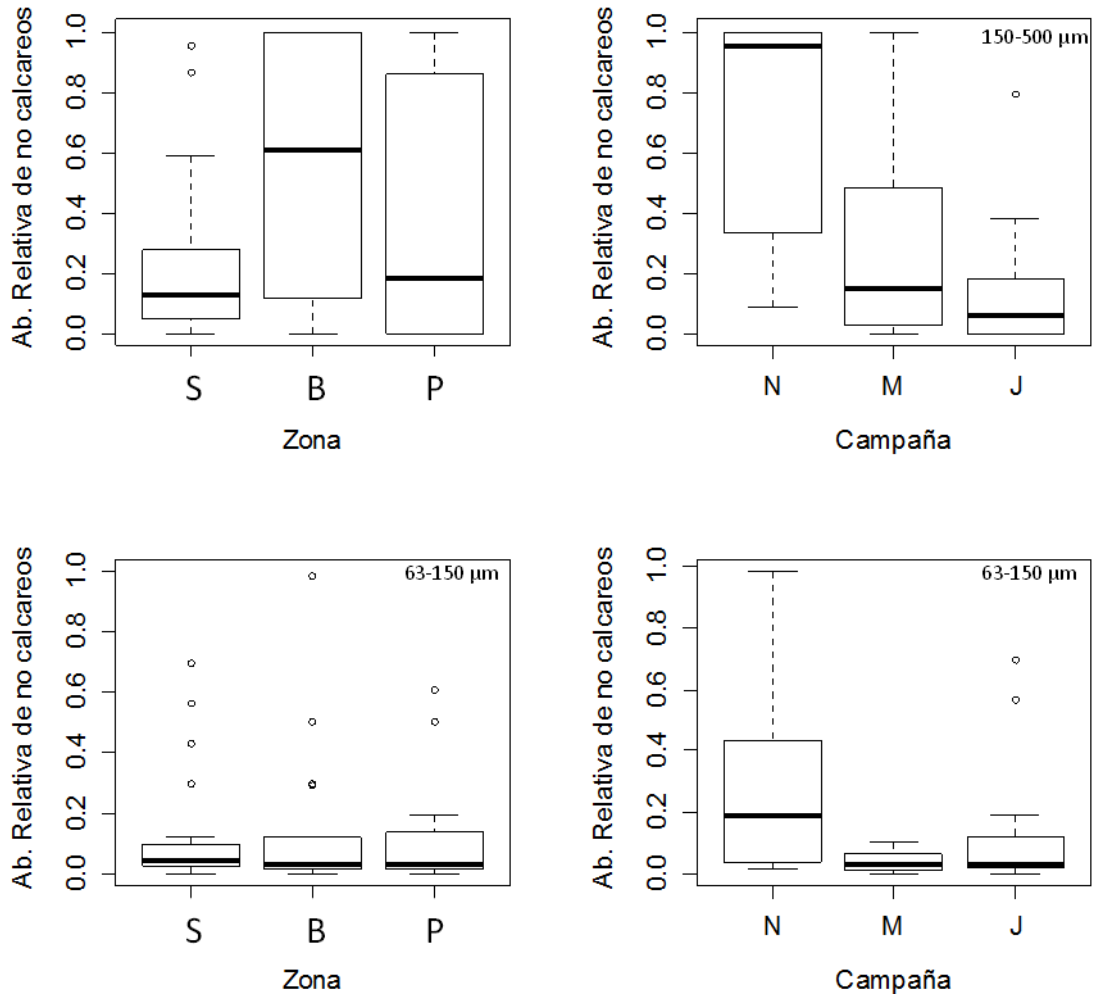 Ab. Relativa de no calcareos
0.0 0.2 0.4 0.6 0.8 1.0
S B P
Zona
150-500 µm
Ab. Relativa de no calcareos
0.0 0.2 0.4 0.6 0.8 1.0
N M J
Campaña
63-150 µm
Ab. Relativa de no calcareos
0.0 0.2 0.4 0.6 0.8 1.0
S B P
Zona
63-150 µm
Ab. Relativa de no calcareos
0.0 0.2 0.4 0.6 0.8 1.0
N M J
Campaña